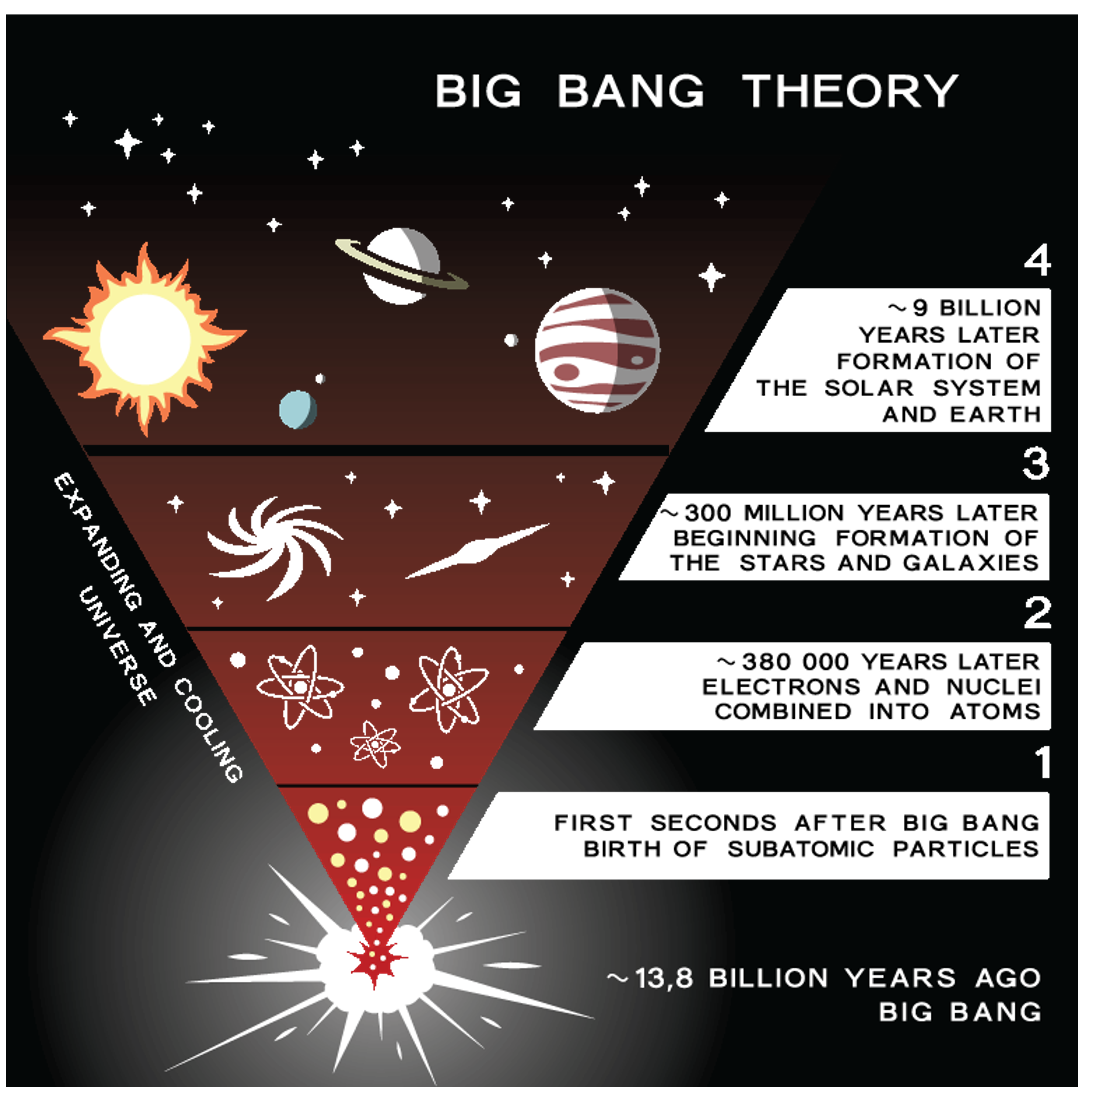 BIG BANG THEORY
4
~9 BILLION
YEARS LATER
FORMATION OF
THE SOLAR SYSTEM
AND EARTH
3
~300 MILLION YEARS LATER
BEGINNING FORMATION OF
THE STARS AND GALAXIES
EXPANDING AND COOLING
UNIVERSE
2
~380 000 YEARS LATER
ELECTRONS AND NUCLEI
COMBINED INTO ATOMS
1
FIRST SECONDS AFTER BIG BANG
BIRTH OF SUBATOMIC PARTICLES
~13,8 BILLION YEARS AGO
BIG BANG